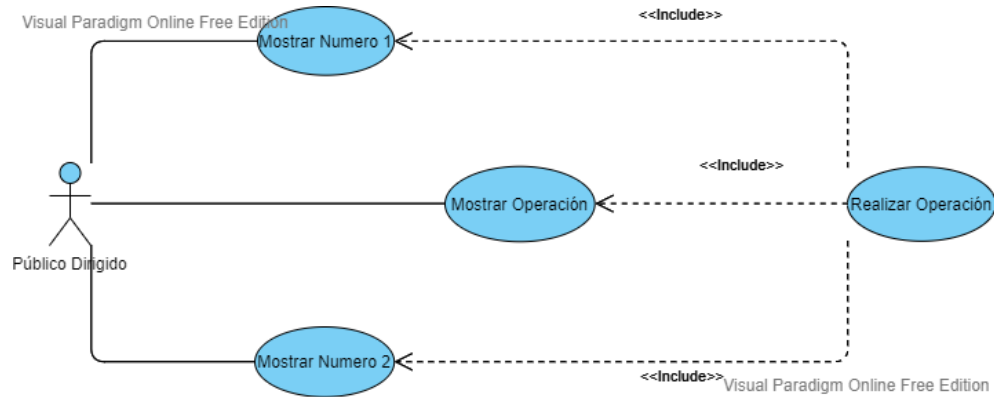 Visual Paradigm Online Free Edition
<<Include>>
Mostrar Numero 1
<<Include>>
Mostrar Operación
Realizar Operación
Público Dirigido
Mostrar Numero 2
<<Include>>
Visual Paradigm Online Free Edition